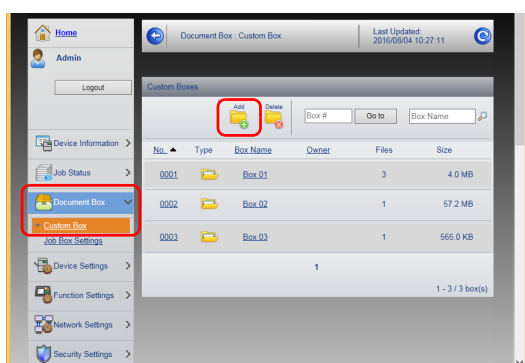 Home
Admin
Logout
Device Information
Job Status
Document Box
Custom Box
Job Box Settings
Device Settings
Function Settings
Network Settings
Security Settings
Document Box : Custom Box
Last Updated:
2016/08/04 10:27:11
Custom Boxes
Add Delete
Box # Go to Box Name
No. Type Box Name Owner Files Size
0001 Box 01 3 4.0 MB
0002 Box 02 1 57.2 MB
0003 Box 03 1 565.0 KB
1
1 - 3 / 3 box(s)